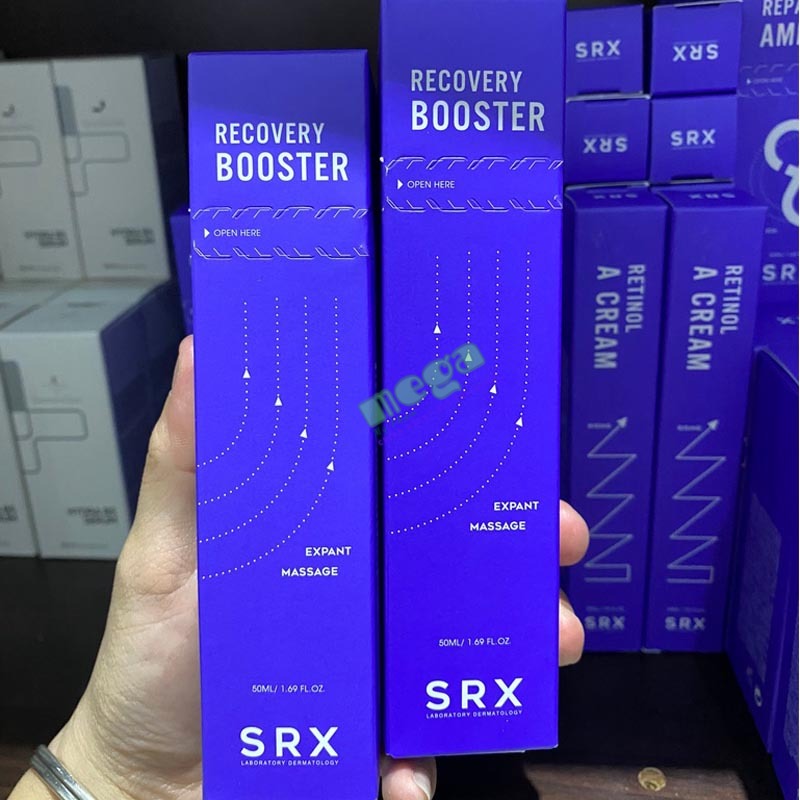 RECOVERY
BOOSTER
OPEN HERE
EXPANT
MASSAGE
50ML/ 1.69 FL.OZ.
SRX
LABORATORY DERMATOLOGY
RECOVERY
BOOSTER
OPEN HERE
EXPANT
MASSAGE
50ML/ 1.69 FL.OZ.
SRX
LABORATORY DERMATOLOGY
mega
SRX
SRX
SRX
SRX
RETINOL
A CREAM
SRX
RETINOL
A CREAM
SRX
OPEN HERE